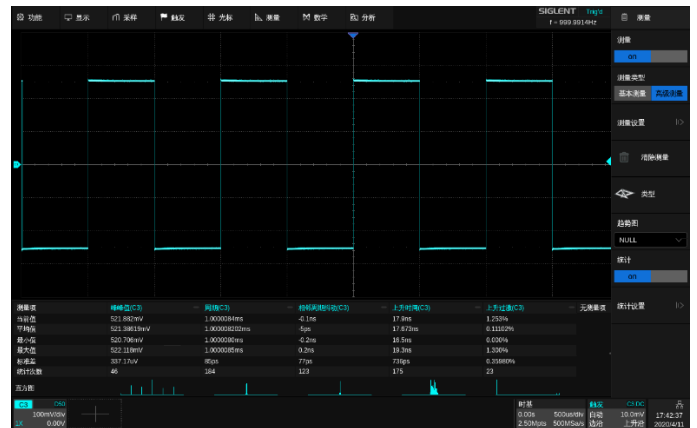 功能 显示 采样 触发 光标 测量 数学 分析 SIGLENT Trig'd 测量
f = 999.9914Hz
测量
on
测量类型
基本测量 高级测量
测量设置
清除测量
类型
趋势图
NULL
统计
on
统计设置
测量项 峰峰值(C3) 周期(C3) 相邻周期抖动(C3) 上升时间(C3) 上升过激(C3) 无测量项
当前值 521.882mV 1.0000084ms -0.1ns 17.9ns 1.253%
平均值 521.38619mV 1.00008202ms -5ps 17.673ns 0.11102%
最小值 520.706mV 1.0000080ms -0.2ns 16.5ns 0.000%
最大值 522.118mV 1.0000085ms 0.2ns 19.3ns 1.300%
标准差 337.17uV 85ps 77ps 736ps 0.35880%
统计次数 46 184 123 175 23
直方图
C3 D50 时基 触发 C3 DC
100mV/div 0.00s 500us/div 自动 10.0mV 17:42:37
1X 0.00V 2.50Mpts 500MSa/s 边沿 上升沿 2020/4/11